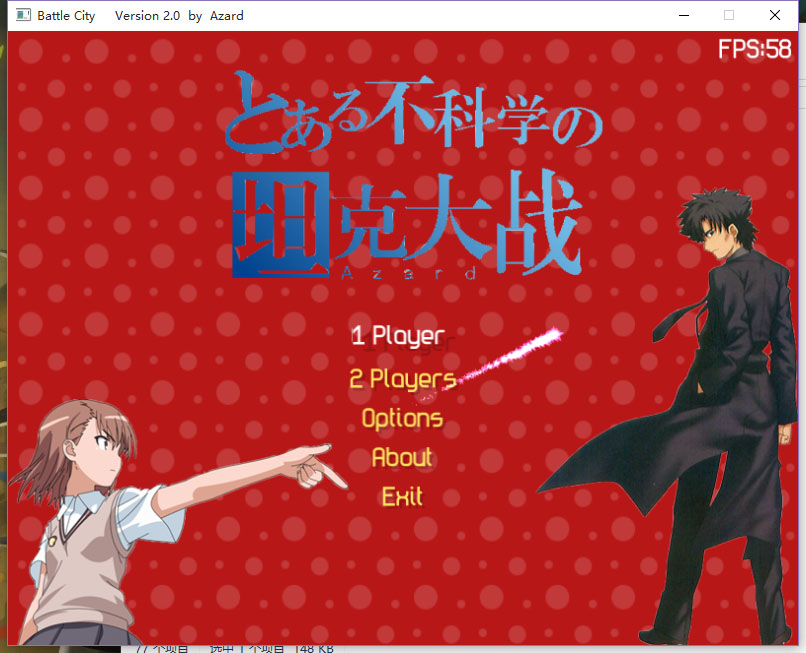 Battle City Version 2.0 by Azard
FPS:58
とある不科学の
坦克大战
Azard
1 Player
2 Players
Options
About
Exit
77 个项目 选中 1 个项目 148 KB